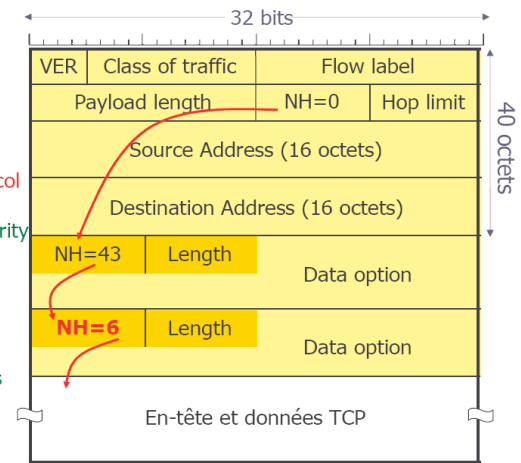 32 bits
VER Class of traffic Flow label
Payload length NH=0 Hop limit
40 octets
Source Address (16 octets)
col
Destination Address (16 octets)
rity
NH=43 Length
Data option
NH=6 Length
Data option
s
En-tête et données TCP